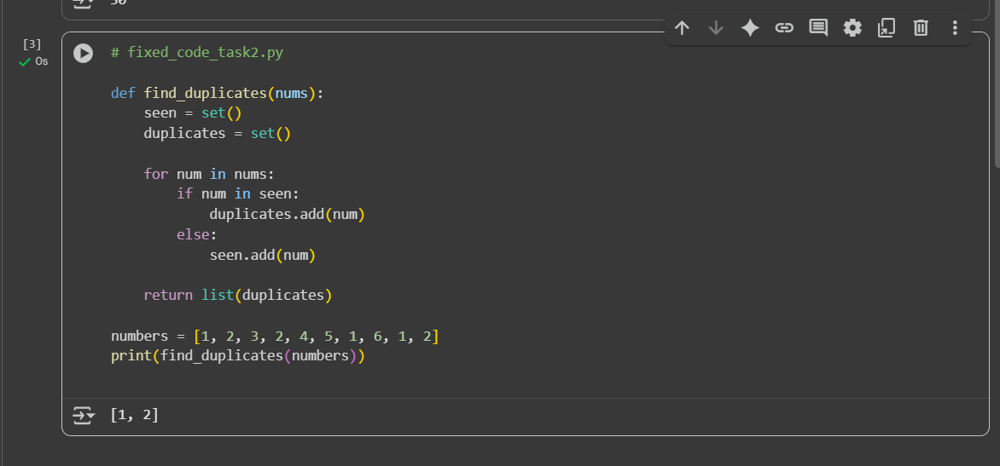 30
[3]
0s
# fixed_code_task2.py
def find_duplicates(nums):
    seen = set()
    duplicates = set()
    for num in nums:
        if num in seen:
            duplicates.add(num)
        else:
            seen.add(num)
    return list(duplicates)
numbers = [1, 2, 3, 2, 4, 5, 1, 6, 1, 2]
print(find_duplicates(numbers))
[1, 2]